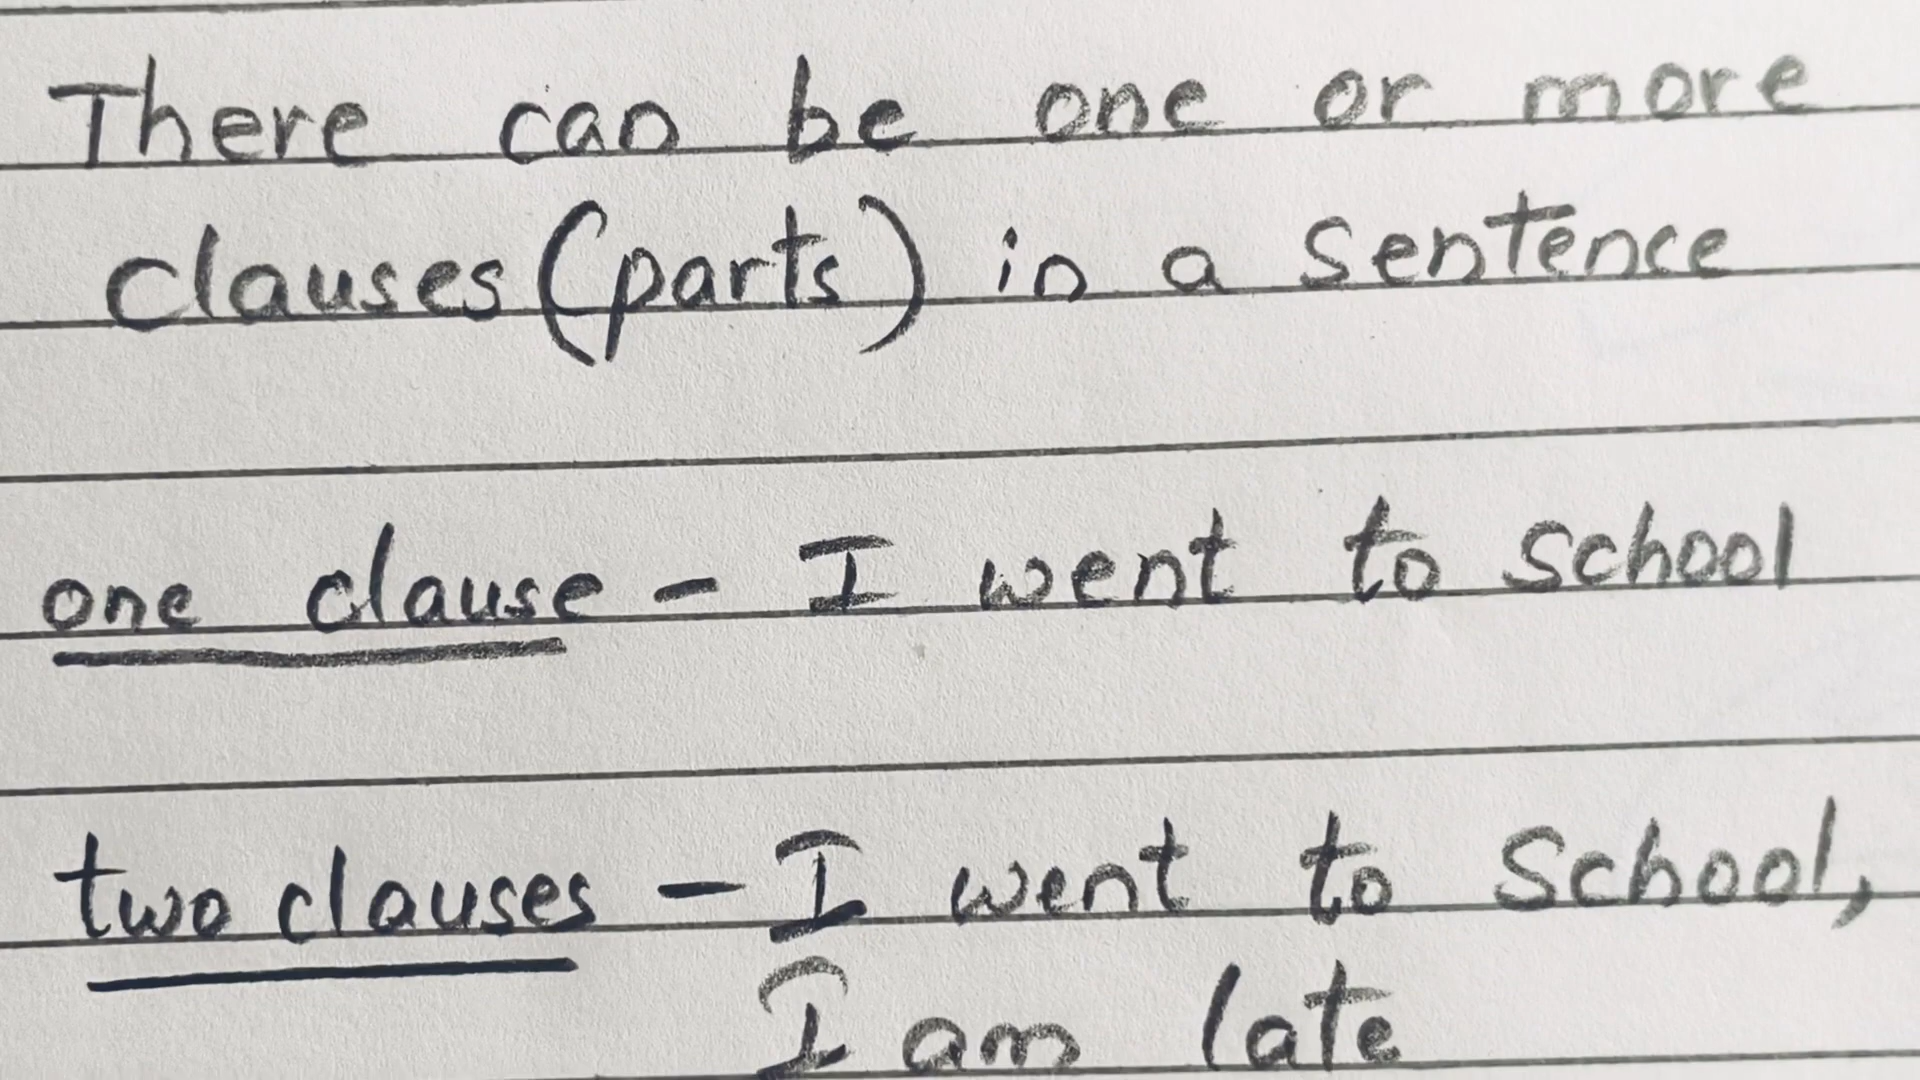 There can be one or more
clauses(parts) in a sentence
one clause - I went to school
two clauses - I went to School,
I am late